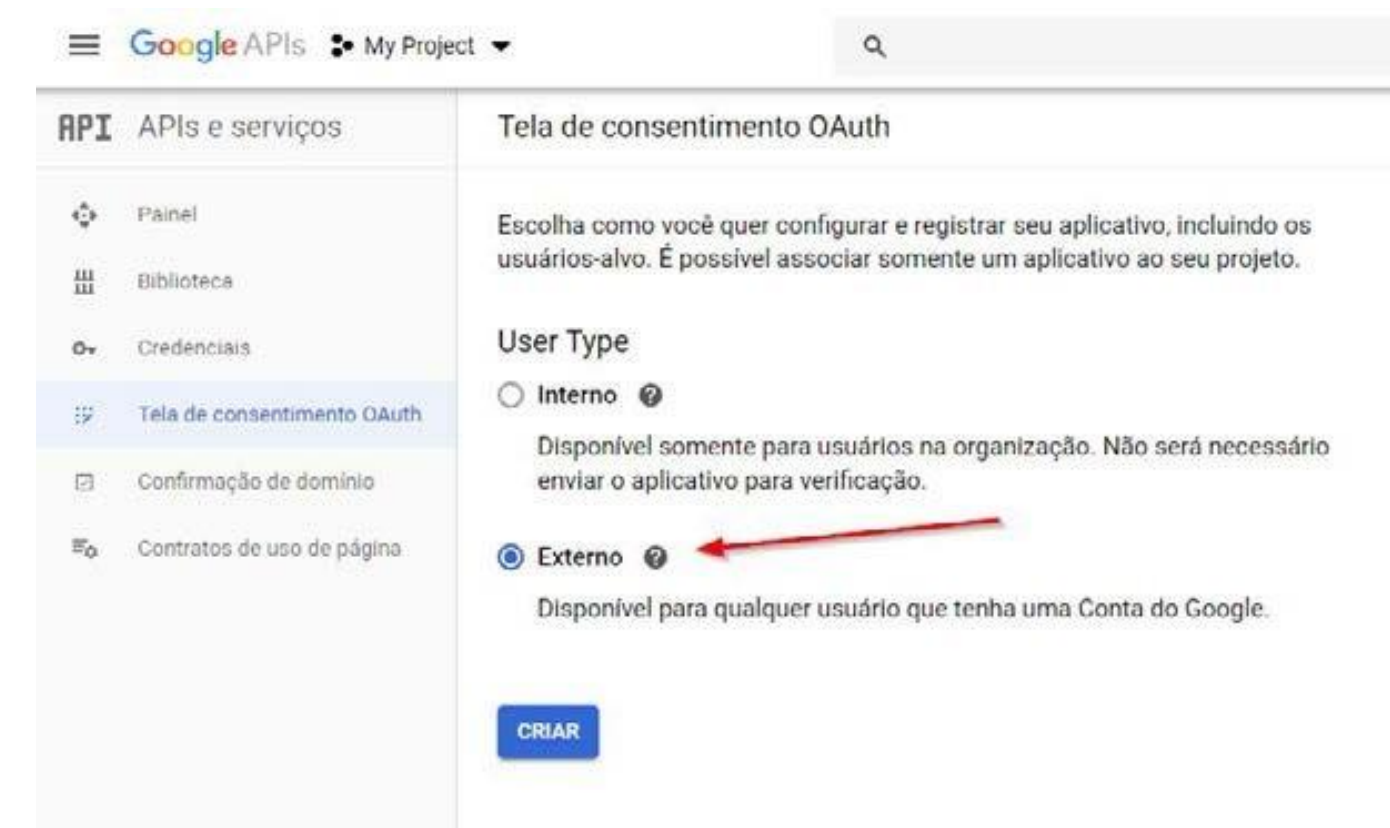 Google APIs My Project
API APIs e serviços
Tela de consentimento OAuth
Painel
Biblioteca
Credenciais
Tela de consentimento OAuth
Confirmação de domínio
Contratos de uso de página
Escolha como você quer configurar e registrar seu aplicativo, incluindo os
usuários-alvo. É possível associar somente um aplicativo ao seu projeto.
User Type
Interno
Disponível somente para usuários na organização. Não será necessário
enviar o aplicativo para verificação.
Externo
Disponível para qualquer usuário que tenha uma Conta do Google.
CRIAR